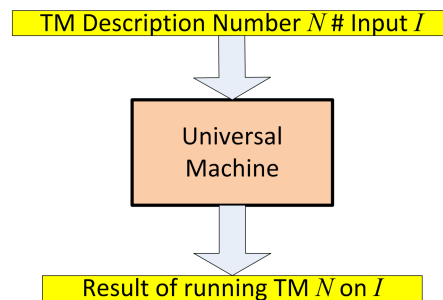 TM Description Number N # Input I
Universal
Machine
Result of running TM N on I